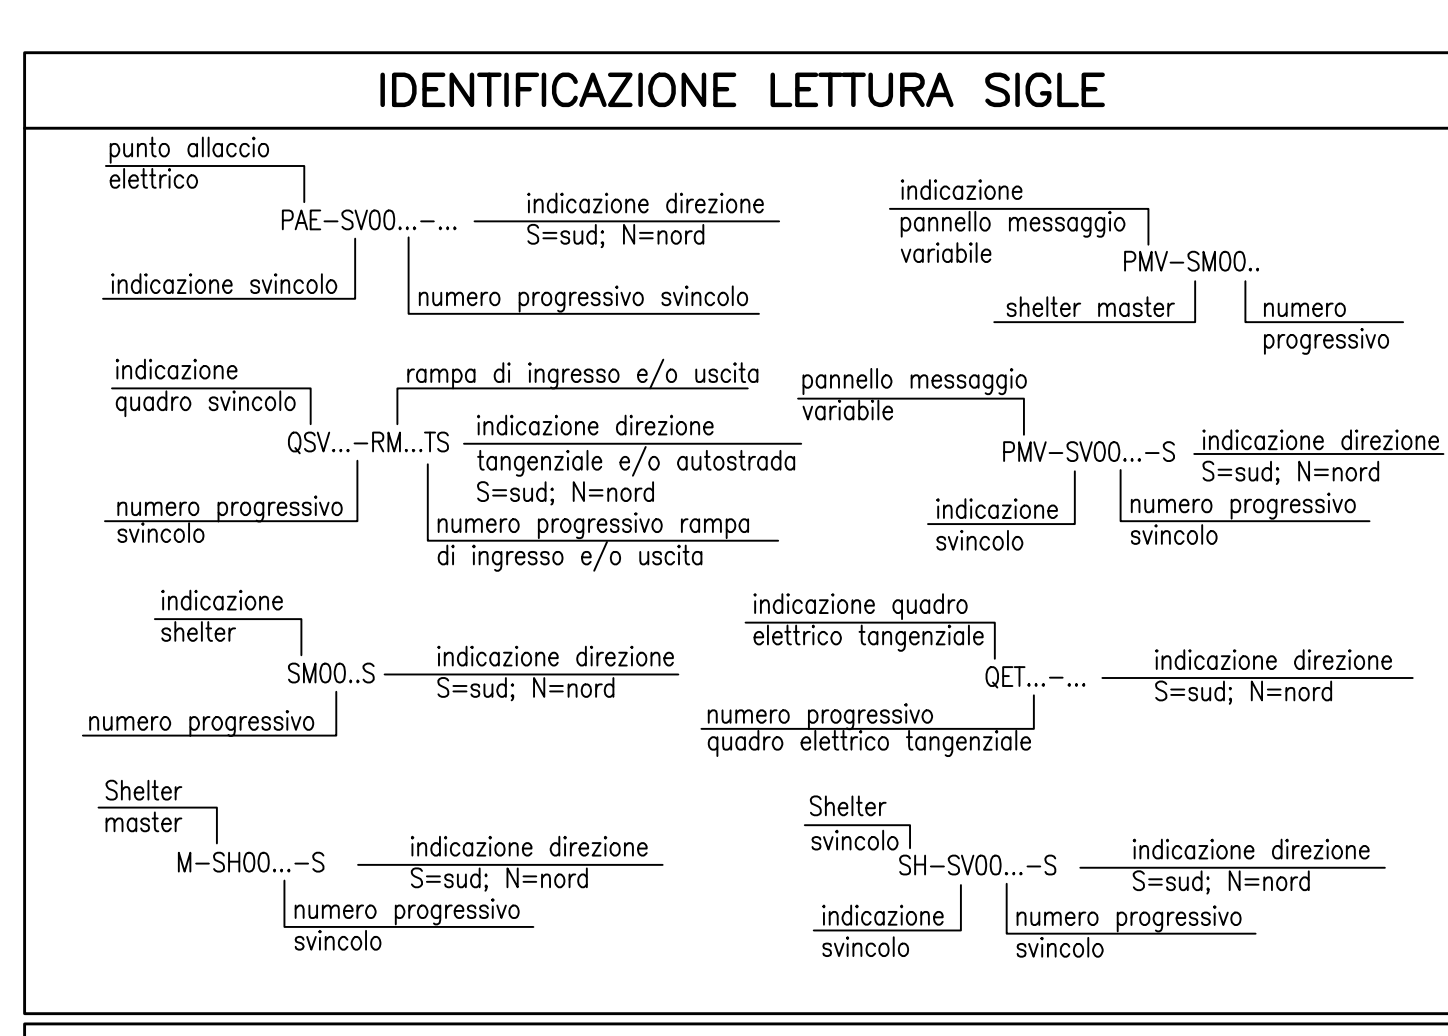 IDENTIFICAZIONE LETTURA SIGLE
punto allaccio
elettrico
PAE-SV00...-...
indicazione direzione
S=sud; N=nord
indicazione svincolo
numero progressivo svincolo
indicazione
pannello messaggio
variabile
PMV-SM00..
shelter master
numero
progressivo
indicazione
quadro svincolo
rampa di ingresso e/o uscita
QSV...-RM...TS
indicazione direzione
tangenziale e/o autostrada
S=sud; N=nord
numero progressivo
svincolo
numero progressivo rampa
di ingresso e/o uscita
pannello messaggio
variabile
PMV-SV00...-S
indicazione direzione
S=sud; N=nord
indicazione
svincolo
numero progressivo
svincolo
indicazione
shelter
SM00..S
indicazione direzione
S=sud; N=nord
numero progressivo
indicazione quadro
elettrico tangenziale
QET...-...
indicazione direzione
S=sud; N=nord
numero progressivo
quadro elettrico tangenziale
Shelter
master
M-SH00...-S
indicazione direzione
S=sud; N=nord
numero progressivo
svincolo
Shelter
svincolo
SH-SV00...-S
indicazione direzione
S=sud; N=nord
indicazione
svincolo
numero progressivo
svincolo